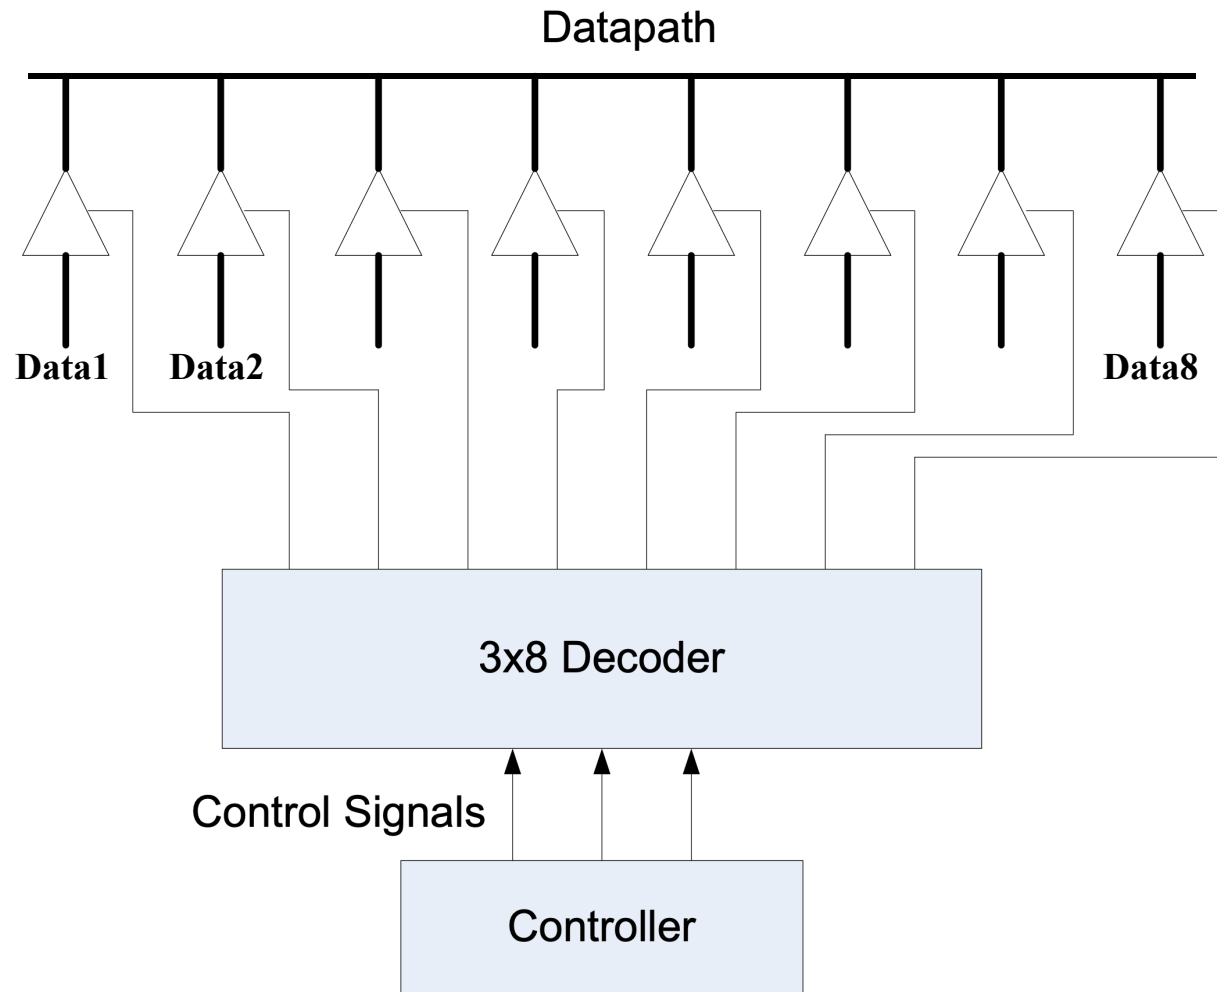 Datapath
Data1 Data2 Data8
3x8 Decoder
Control Signals
Controller